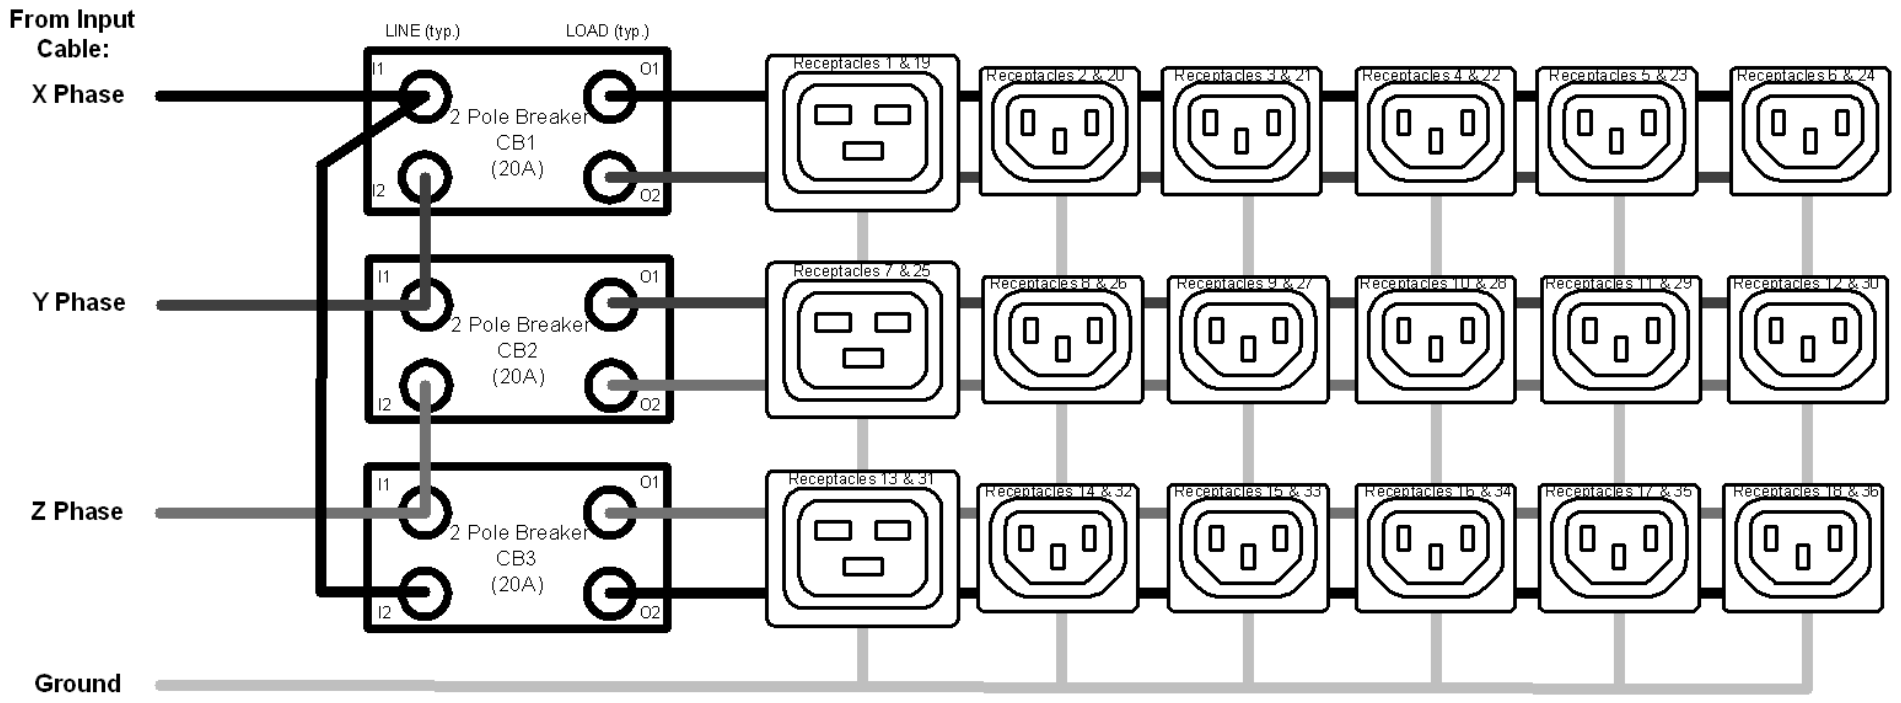 From Input
Cable:
LINE (typ.)
LOAD (typ.)
X Phase
I1
O1
2 Pole Breaker
CB1
(20A)
I2
O2
Receptacles 1 & 19
Receptacles 2 & 20
Receptacles 3 & 21
Receptacles 4 & 22
Receptacles 5 & 23
Receptacles 6 & 24
Y Phase
I1
O1
2 Pole Breaker
CB2
(20A)
I2
O2
Receptacles 7 & 25
Receptacles 8 & 26
Receptacles 9 & 27
Receptacles 10 & 28
Receptacles 11 & 29
Receptacles 12 & 30
Z Phase
I1
O1
2 Pole Breaker
CB3
(20A)
I2
O2
Receptacles 13 & 31
Receptacles 14 & 32
Receptacles 15 & 33
Receptacles 16 & 34
Receptacles 17 & 35
Receptacles 18 & 36
Ground